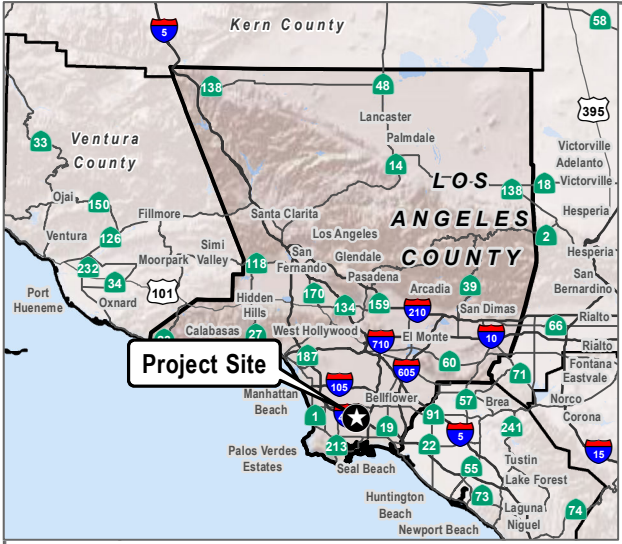 Kern County
5
58
138
48
395
Lancaster
33
Ventura
County
Palmdale
Victorville
Adelanto
14
LOS
138
18
Victorville
Ojai
150
Fillmore
Santa Clarita
ANGELES
Hesperia
Ventura
126
Simi
Valley
Los Angeles
2
232
Moorpark
118
San
Fernando
Glendale
COUNTY
Hesperia
34
101
Pasadena
San
Bernardino
Port
Hueneme
Oxnard
Hidden
Hills
170
134
159
Arcadia
39
210
San Dimas
Rialto
Calabasas
27
West Hollywood
710
El Monte
10
66
Rialto
Project Site
187
605
60
71
Fontana
Eastvale
105
Manhattan
Beach
Bellflower
57
Brea
Norco
Corona
1
19
91
5
241
15
Palos Verdes
Estates
213
22
Seal Beach
55
Tustin
Lake Forest
Huntington
Beach
73
Laguna
Niguel
74
Newport Beach